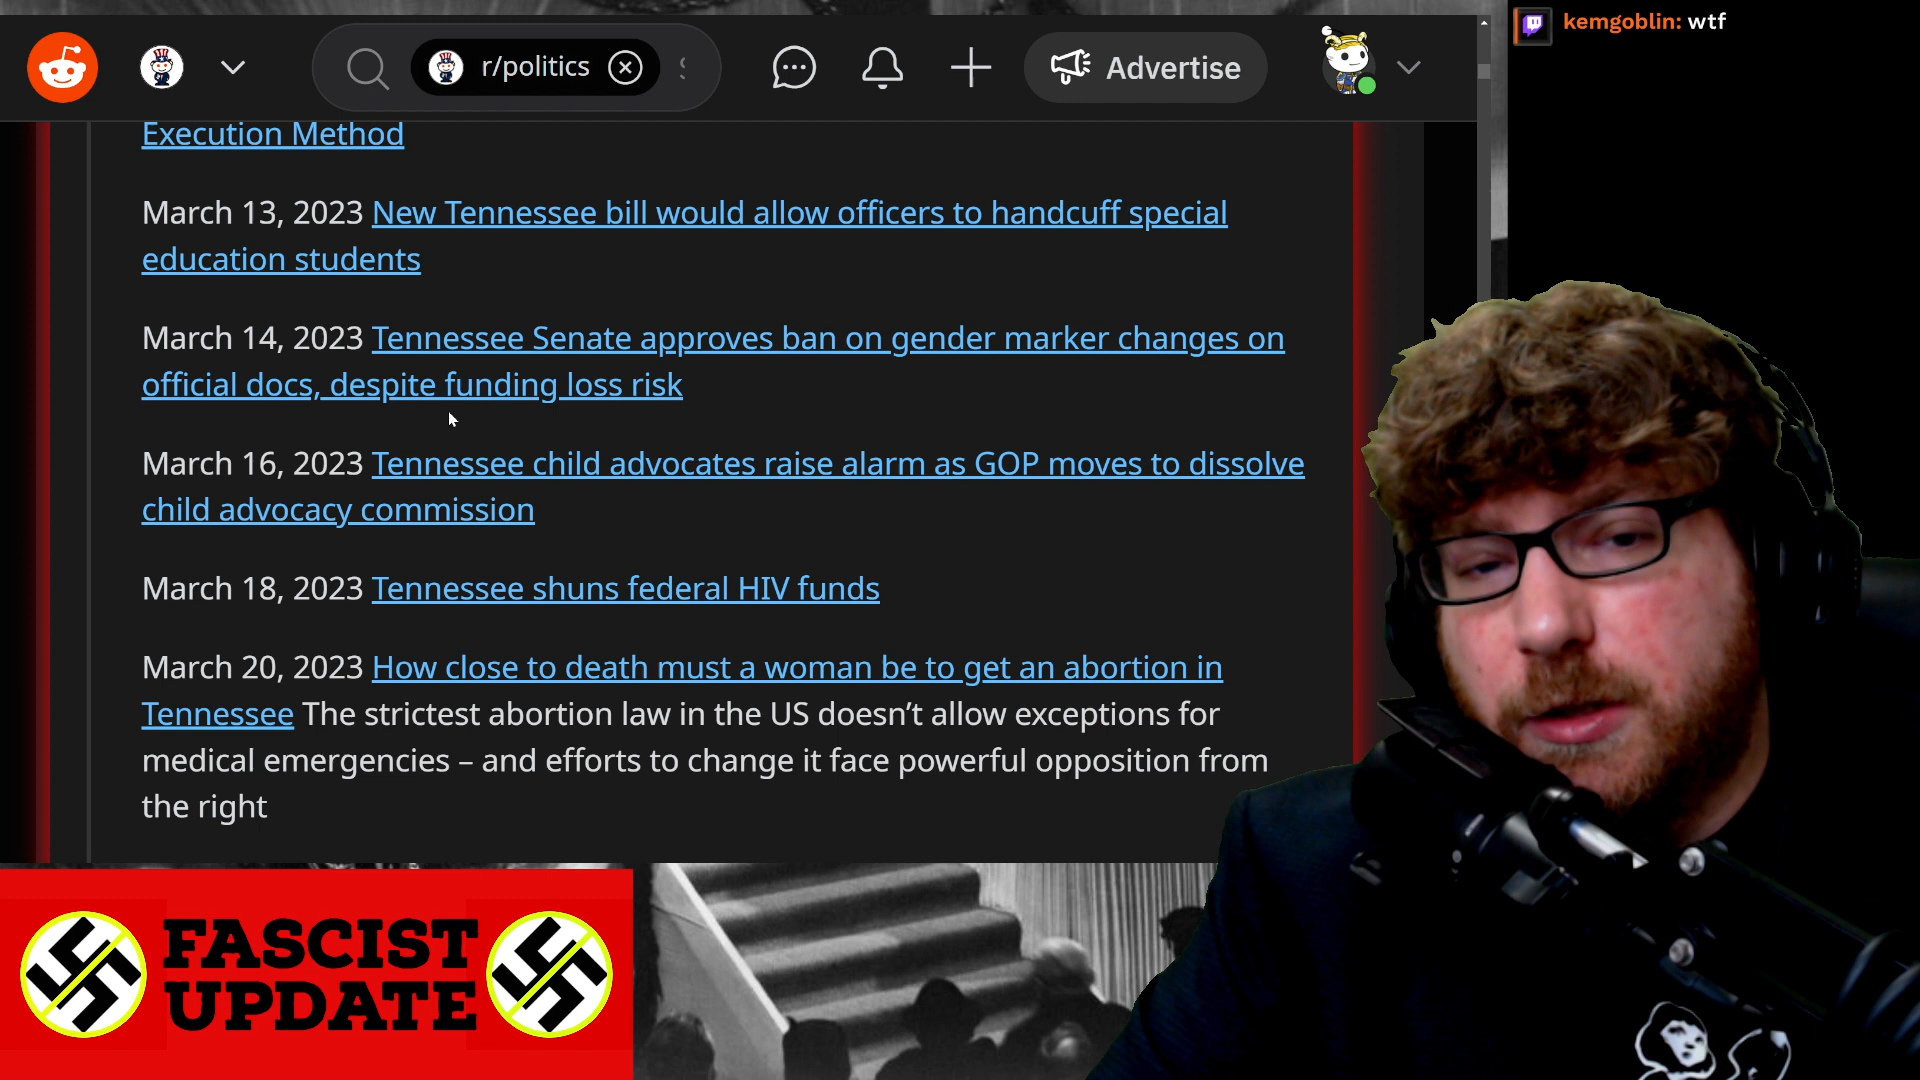 kemgoblin: wtf
r/politics
Advertise
Execution Method
March 13, 2023 New Tennessee bill would allow officers to handcuff special
education students
March 14, 2023 Tennessee Senate approves ban on gender marker changes on
official docs, despite funding loss risk
March 16, 2023 Tennessee child advocates raise alarm as GOP moves to dissolve
child advocacy commission
March 18, 2023 Tennessee shuns federal HIV funds
March 20, 2023 How close to death must a woman be to get an abortion in
Tennessee The strictest abortion law in the US doesn’t allow exceptions for
medical emergencies – and efforts to change it face powerful opposition from
the right
FASCIST
UPDATE